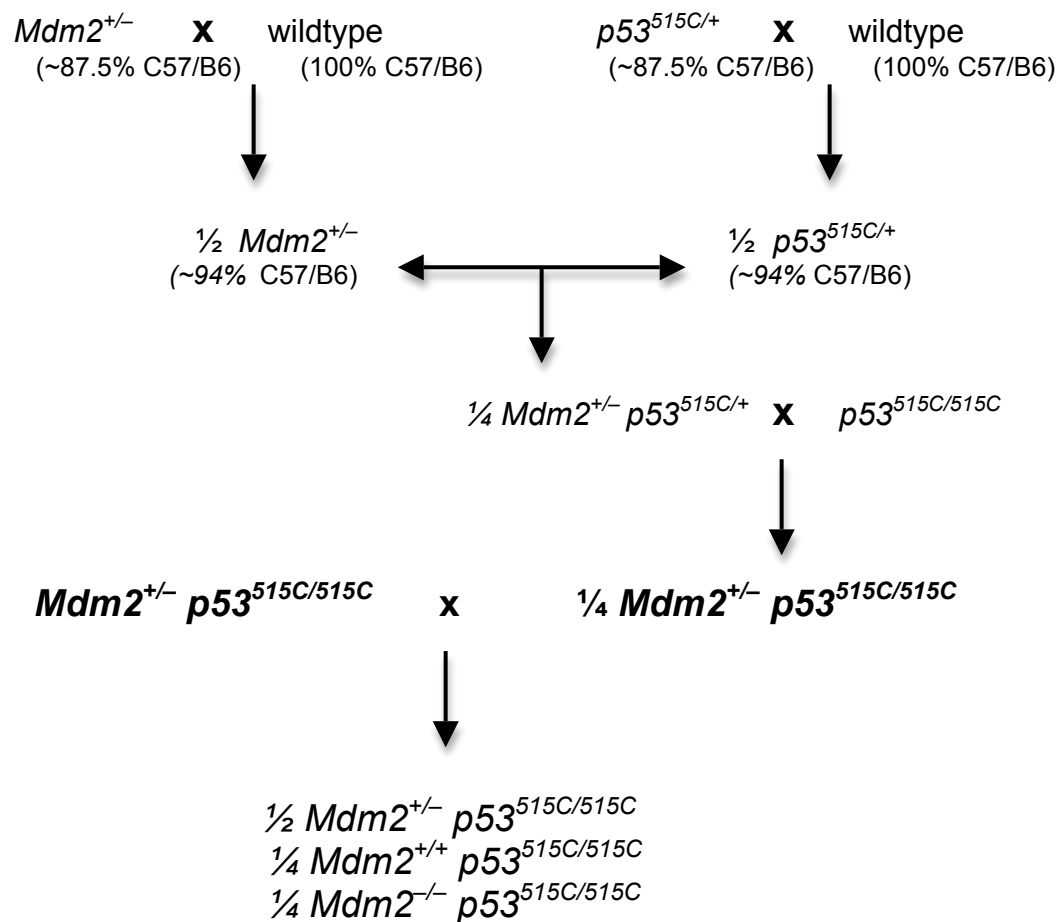 Mdm2+/– X wildtype p53515C/+ X wildtype
(~87.5% C57/B6) (100% C57/B6) (~87.5% C57/B6) (100% C57/B6)
½ Mdm2+/– ½ p53515C/+
(~94% C57/B6) (~94% C57/B6)
¼ Mdm2+/– p53515C/+ X p53515C/515C
Mdm2+/– p53515C/515C x ¼ Mdm2+/– p53515C/515C
½ Mdm2+/– p53515C/515C
¼ Mdm2+/+ p53515C/515C
¼ Mdm2–/– p53515C/515C